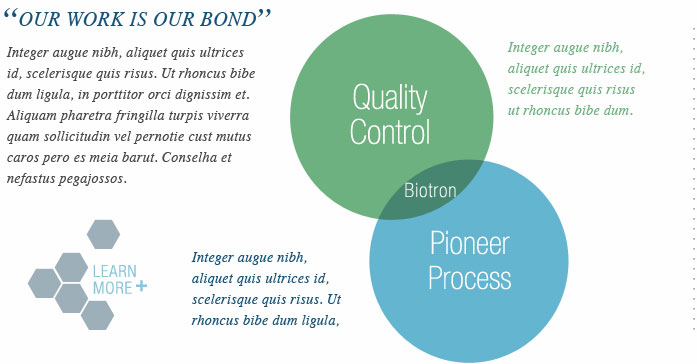 “OUR WORK IS OUR BOND”
Integer augue nibh, aliquet quis ultrices
id, scelerisque quis risus. Ut rhoncus bibe
dum ligula, in porttitor orci dignissim et.
Aliquam pharetra fringilla turpis viverra
quam sollicitudin vel pernotie cust mutus
caros pero es meia barut. Conselha et
nefastus pegajossos.
Quality
Control
Integer augue nibh,
aliquet quis ultrices id,
scelerisque quis risus
ut rhoncus bibe dum.
Biotron
Pioneer
Process
LEARN
MORE +
Integer augue nibh,
aliquet quis ultrices id,
scelerisque quis risus. Ut
rhoncus bibe dum ligula,